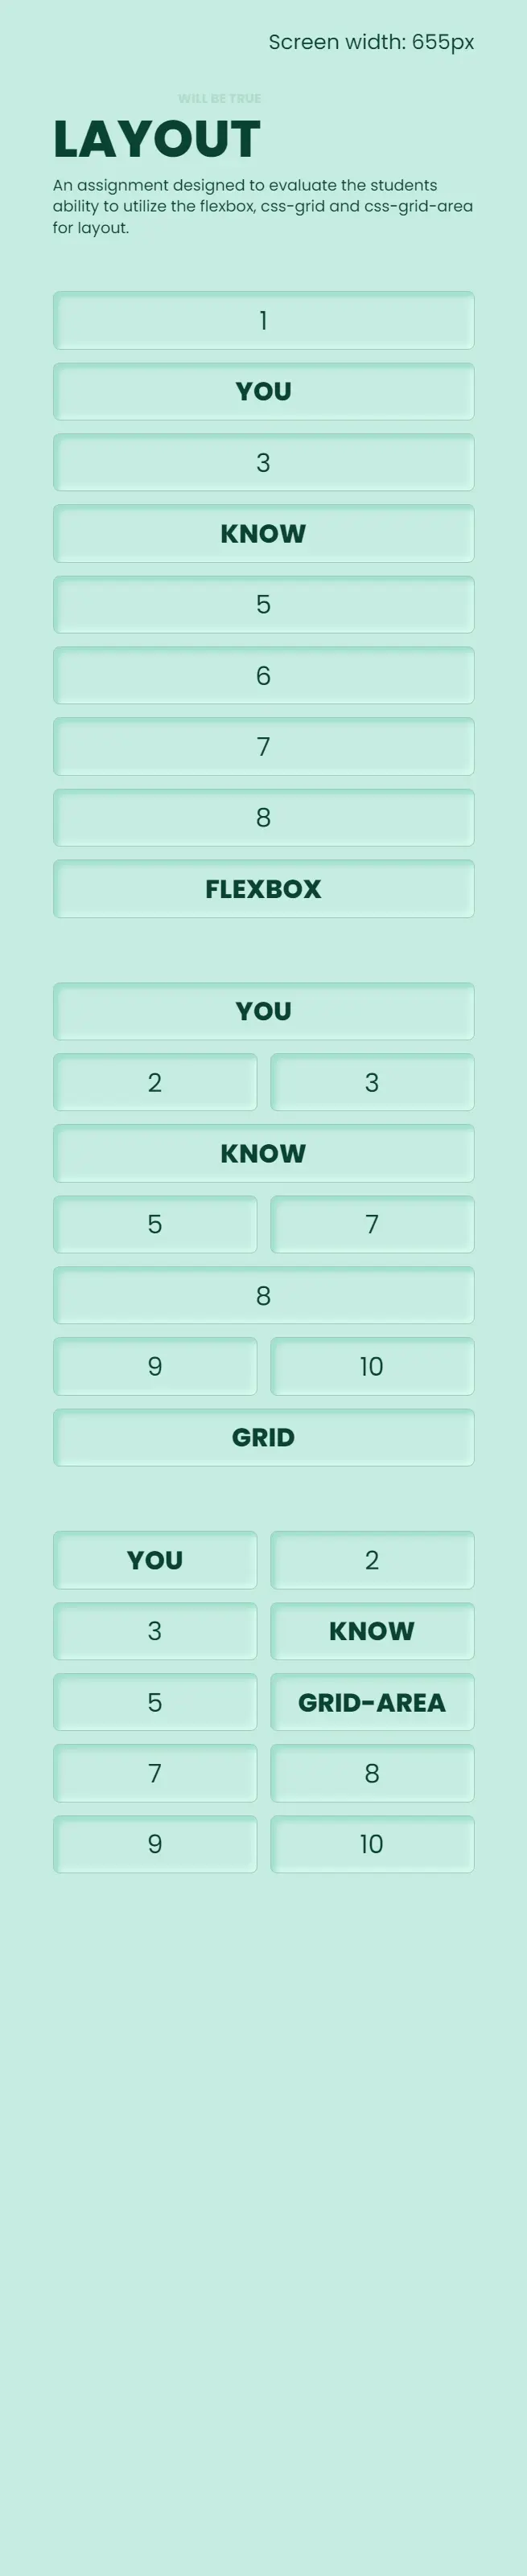 Screen width: 655px
WILL BE TRUE
LAYOUT
An assignment designed to evaluate the students
ability to utilize the flexbox, css-grid and css-grid-area
for layout.
1
YOU
3
KNOW
5
6
7
8
FLEXBOX
YOU
2 3
KNOW
5 7
8
9 10
GRID
YOU 2
3 KNOW
5 GRID-AREA
7 8
9 10